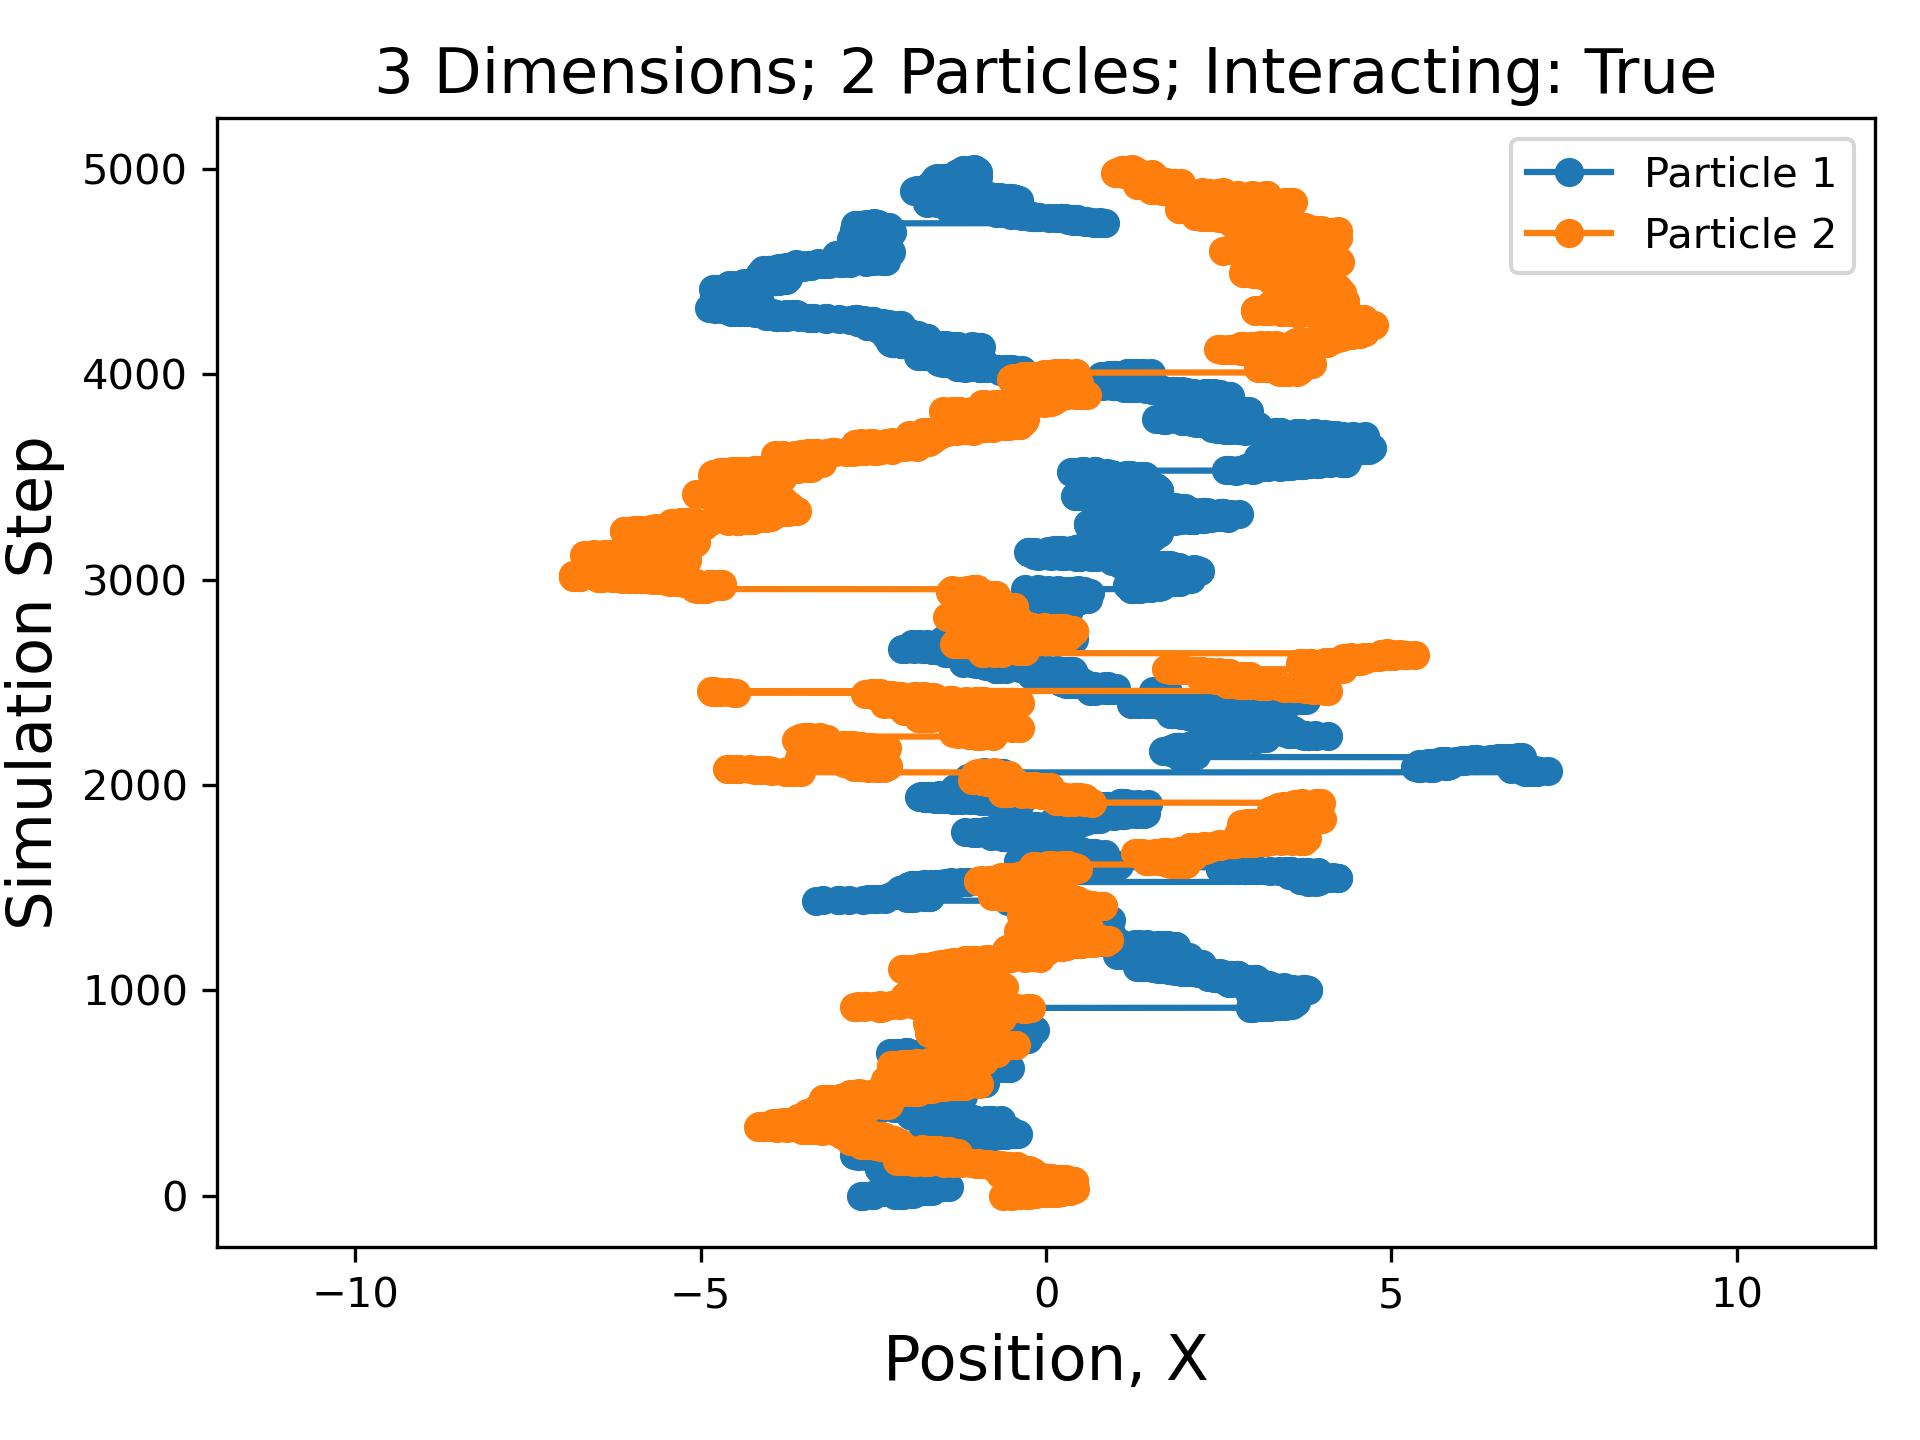 3 Dimensions; 2 Particles; Interacting: True
Particle 1
Particle 2
5000
4000
3000
2000
1000
0
Simulation Step
−10
−5
0
5
10
Position, X